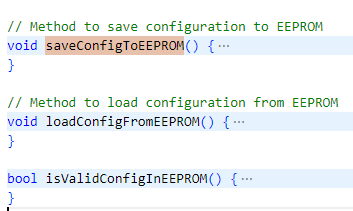 // Method to save configuration to EEPROM
void saveConfigToEEPROM() {···
}
// Method to load configuration from EEPROM
void loadConfigFromEEPROM() {···
}
bool isValidConfigInEEPROM() {···
}